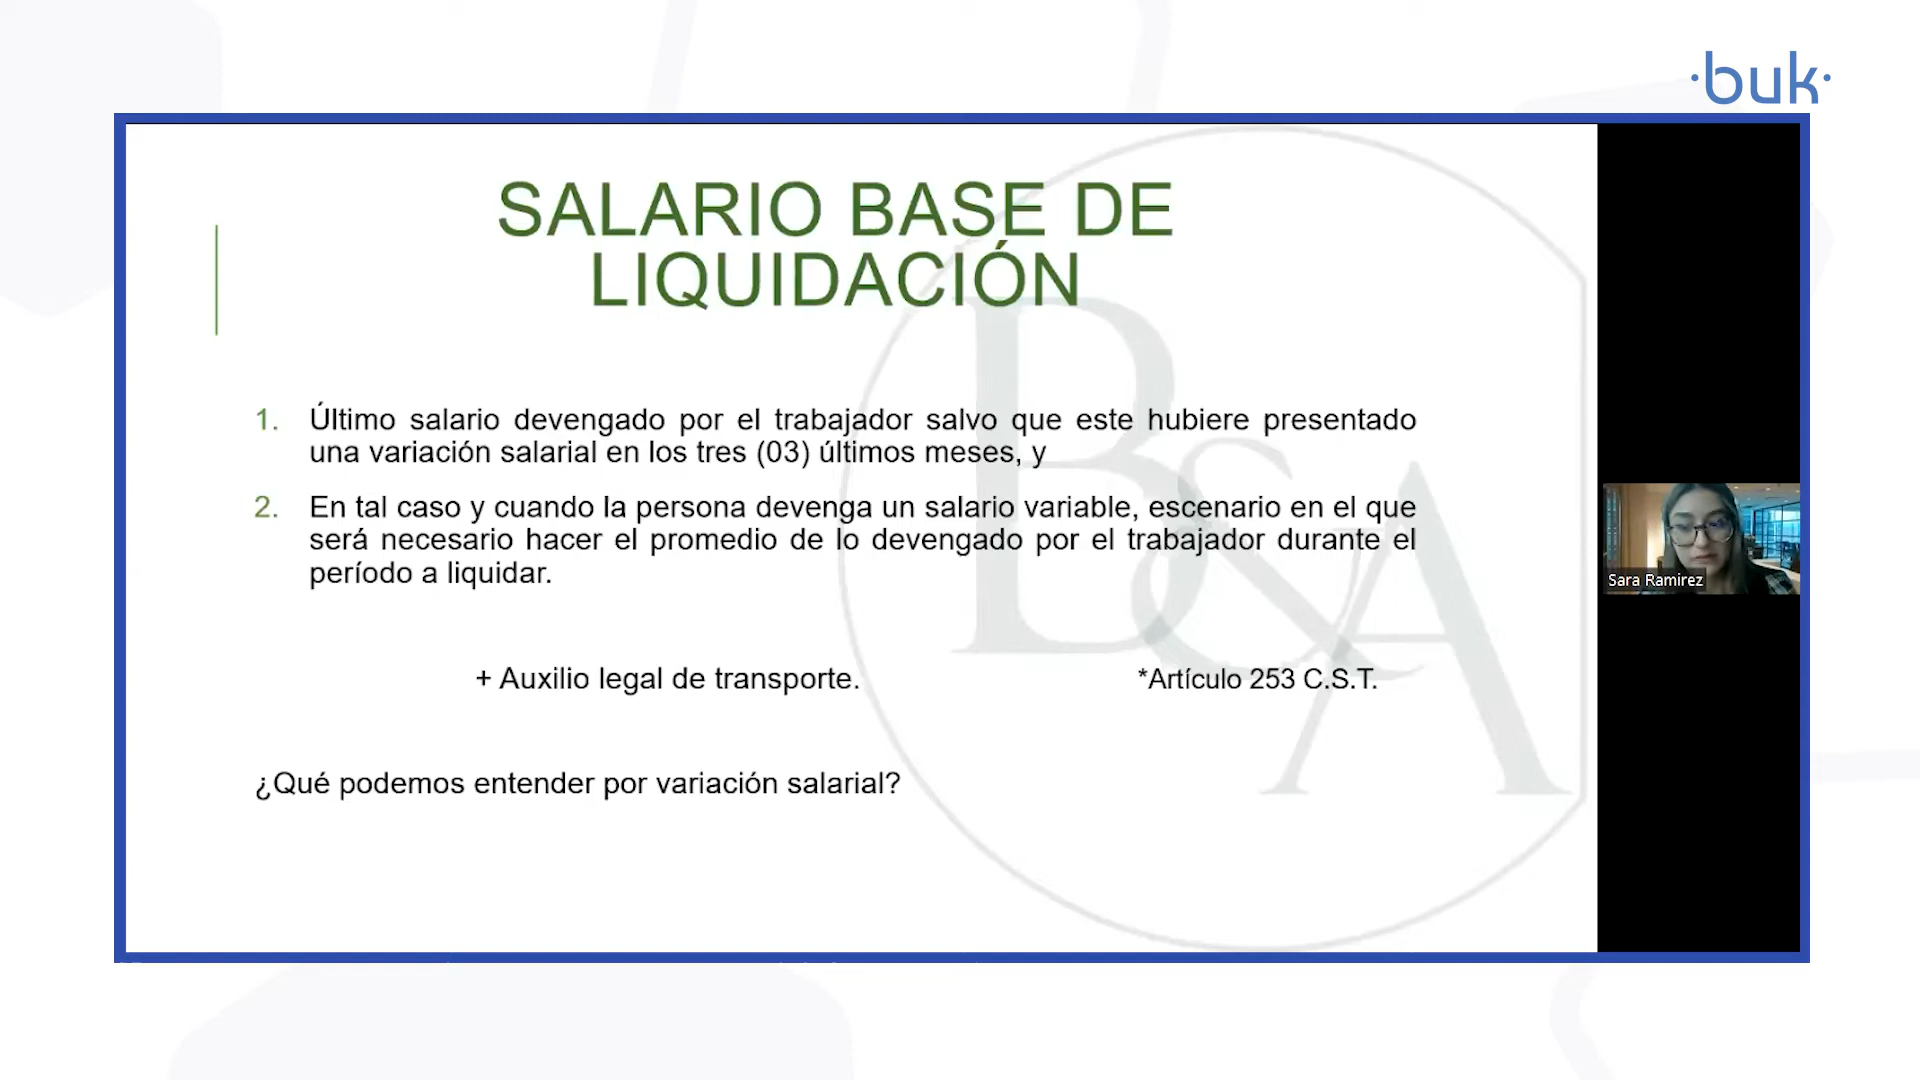 ·buk·
SALARIO BASE DE
LIQUIDACIÓN
1. Último salario devengado por el trabajador salvo que este hubiere presentado
una variación salarial en los tres (03) últimos meses, y
2. En tal caso y cuando la persona devenga un salario variable, escenario en el que
será necesario hacer el promedio de lo devengado por el trabajador durante el
período a liquidar.
+ Auxilio legal de transporte.
*Artículo 253 C.S.T.
¿Qué podemos entender por variación salarial?
B&A
Sara Ramirez